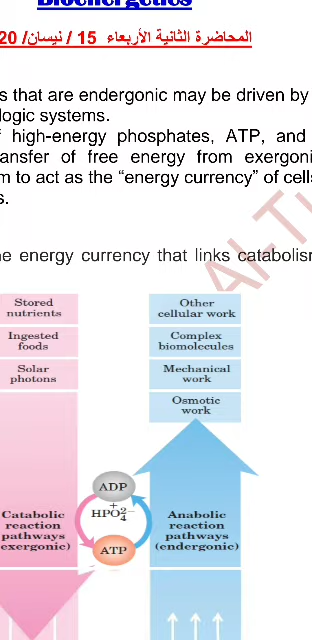 Bioenergetics
المحاضرة الثانية الأربعاء 15 / نيسان/ 20
s that are endergonic may be driven by
logic systems.
f high-energy phosphates, ATP, and
ansfer of free energy from exergoni
m to act as the “energy currency” of cells
s.
ne energy currency that links catabolism
Stored
nutrients
Ingested
foods
Solar
photons
Other
cellular work
Complex
biomolecules
Mechanical
work
Osmotic
work
ADP
+
HPO₄²⁻
ATP
Catabolic
reaction
pathways
(exergonic)
Anabolic
reaction
pathways
(endergonic)